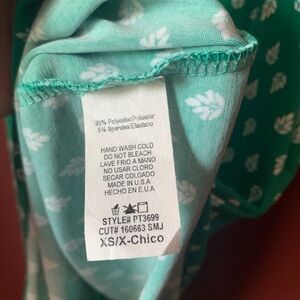 95% Polyester/Poliester
5% Spandex/Elastano
HAND WASH COLD
DO NOT BLEACH
LAVE FRIO A MANO
NO USAR CLORO
SECAR COLGADO
MADE IN U.S.A
HECHO EN E.U.A.
STYLE# PT3699
CUT# 160663 SMJ
XS/X-Chico